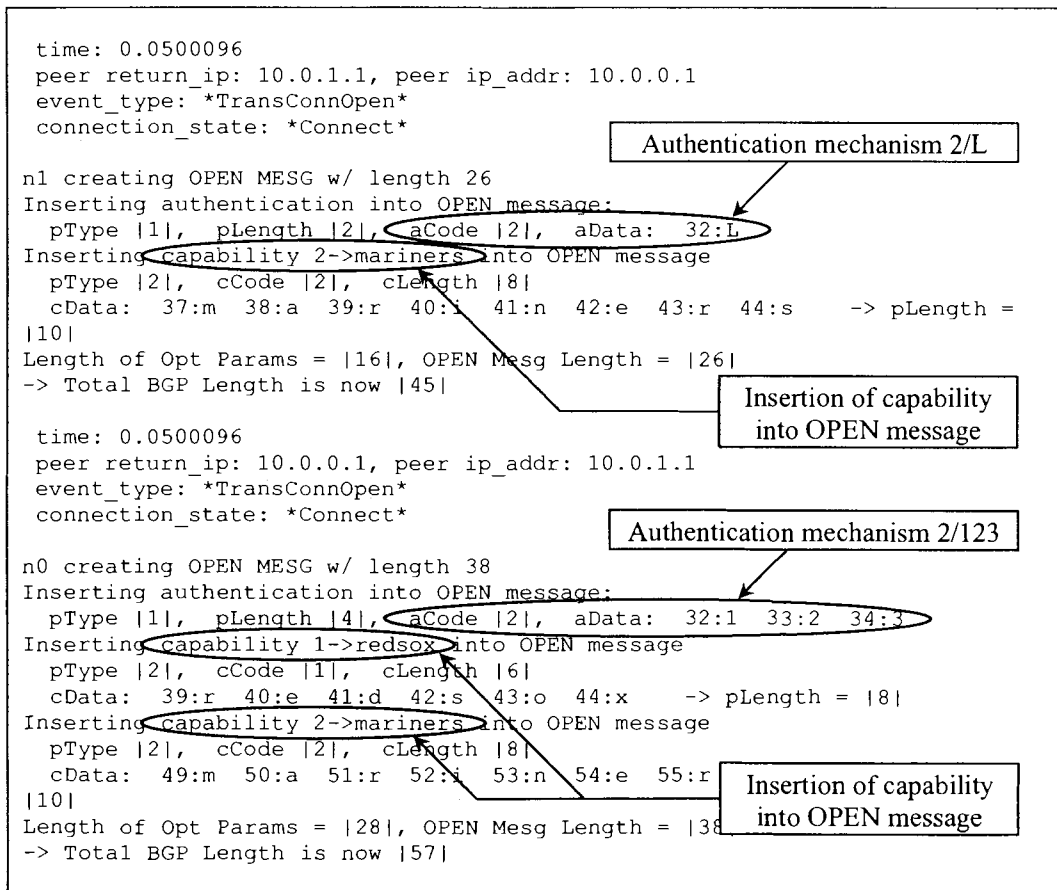 time: 0.0500096
peer return_ip: 10.0.1.1, peer ip_addr: 10.0.0.1
event_type: *TransConnOpen*
connection_state: *Connect*
Authentication mechanism 2/L
n1 creating OPEN MESG w/ length 26
Inserting authentication into OPEN message:
pType |1|, pLength |2|, aCode |2|, aData: 32:L
Inserting capability 2->mariners into OPEN message
pType |2|, cCode |2|, cLength |8|
cData: 37:m 38:a 39:r 40:i 41:n 42:e 43:r 44:s -> pLength =
|10|
Length of Opt Params = |16|, OPEN Mesg Length = |26|
-> Total BGP Length is now |45|
Insertion of capability
into OPEN message
time: 0.0500096
peer return_ip: 10.0.0.1, peer ip_addr: 10.0.1.1
event_type: *TransConnOpen*
connection_state: *Connect*
Authentication mechanism 2/123
n0 creating OPEN MESG w/ length 38
Inserting authentication into OPEN message:
pType |1|, pLength |4|, aCode |2|, aData: 32:1 33:2 34:3
Inserting capability 1->redsox into OPEN message
pType |2|, cCode |1|, cLength |6|
cData: 39:r 40:e 41:d 42:s 43:o 44:x -> pLength = |8|
Inserting capability 2->mariners into OPEN message
pType |2|, cCode |2|, cLength |8|
cData: 49:m 50:a 51:r 52:i 53:n 54:e 55:r
|10|
Length of Opt Params = |28|, OPEN Mesg Length = |38
-> Total BGP Length is now |57|
Insertion of capability
into OPEN message